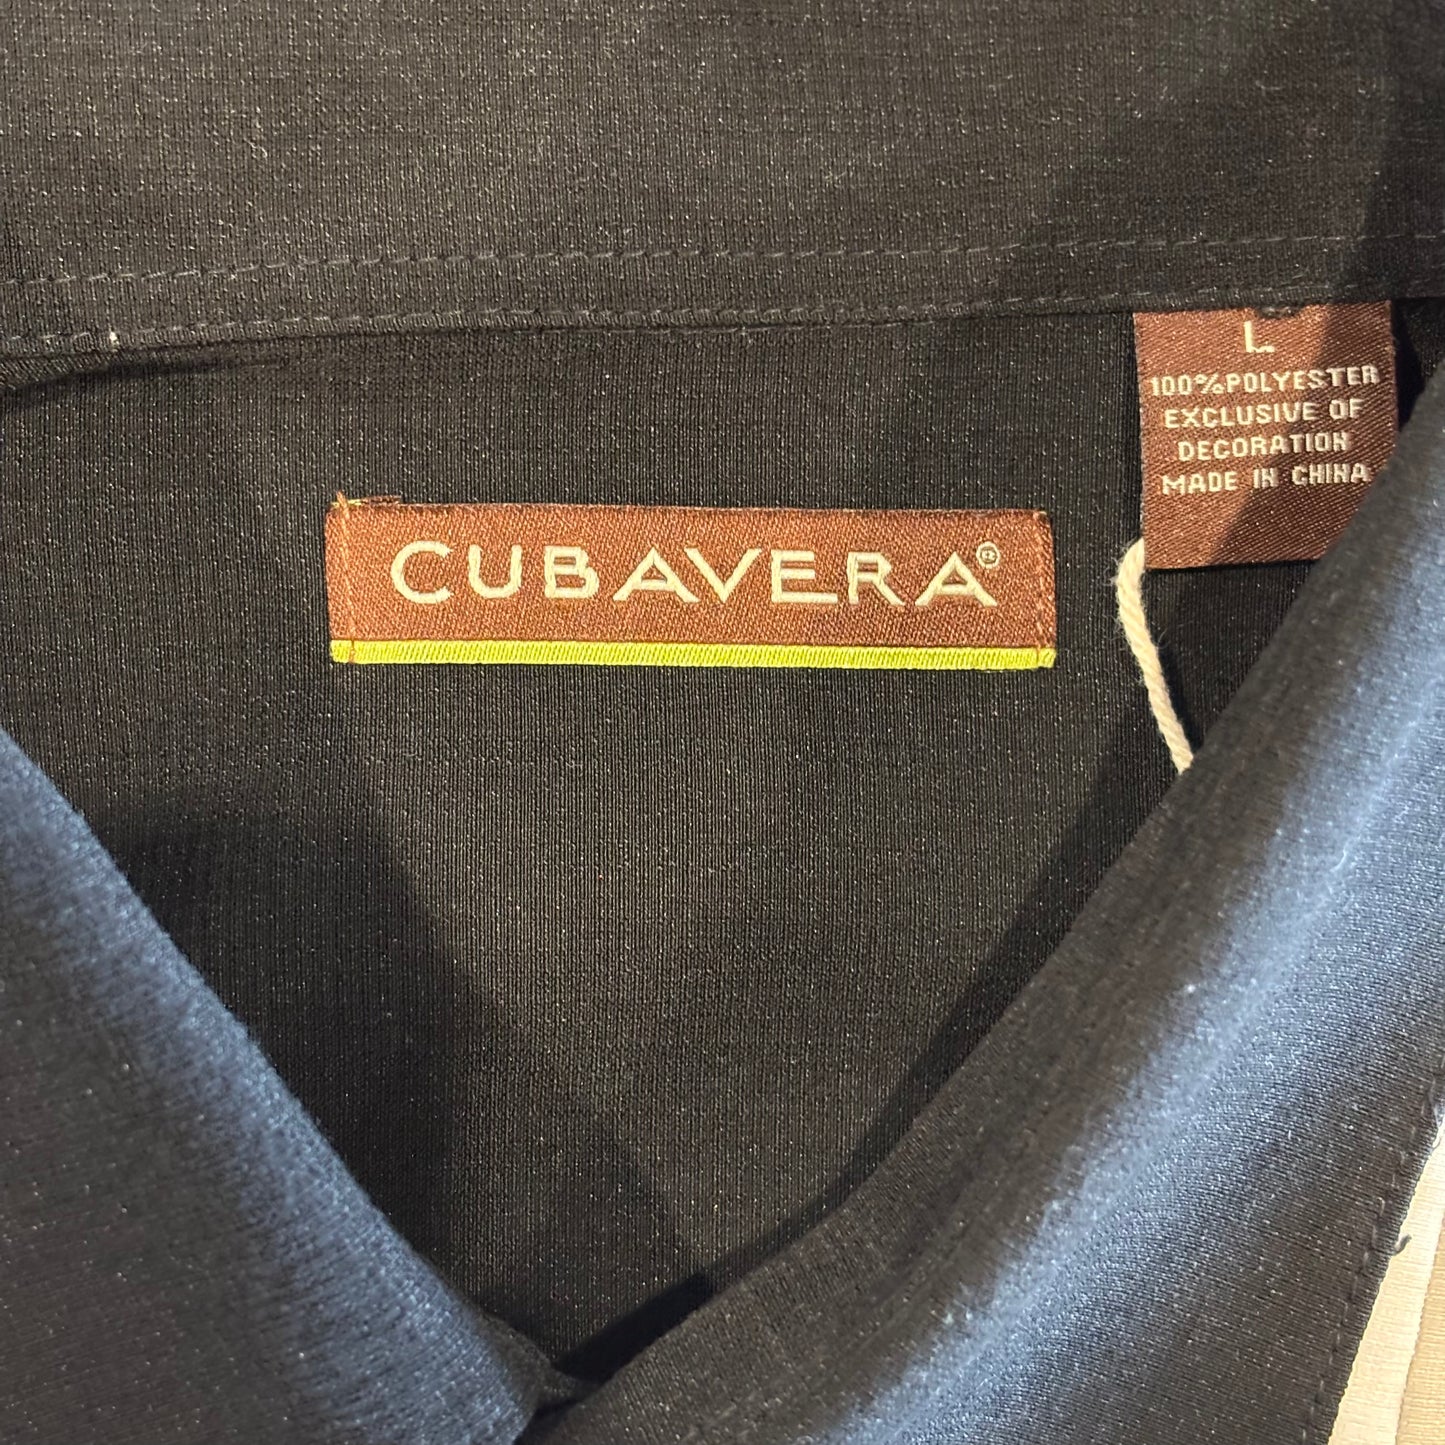 L
100% POLYESTER
EXCLUSIVE OF
DECORATION
MADE IN CHINA
CUBAVERA®